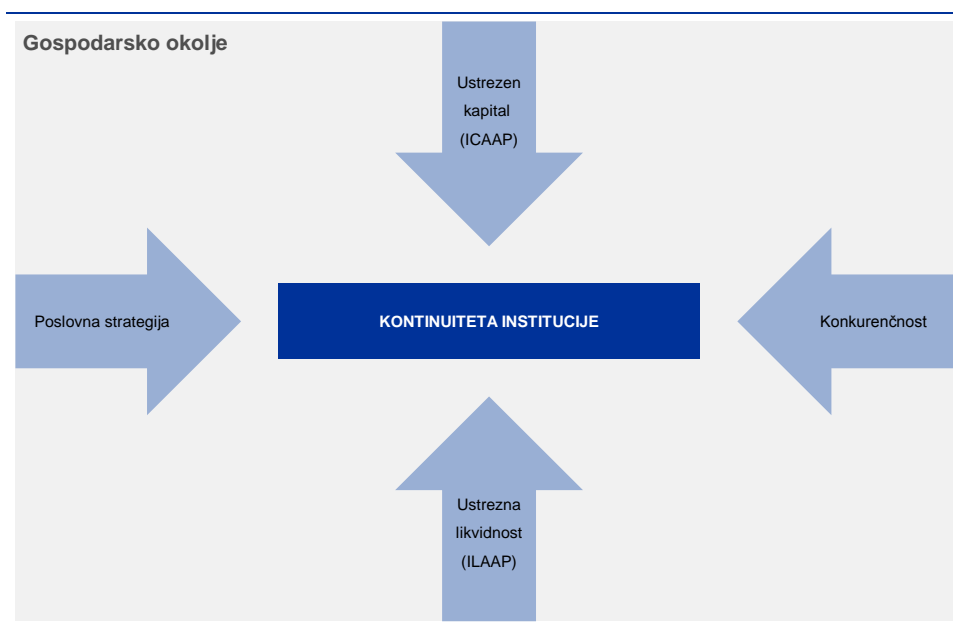 Gospodarsko okolje
Ustrezen
kapital
(ICAAP)
Poslovna strategija
KONTINUITETA INSTITUCIJE
Konkurenčnost
Ustrezna
likvidnost
(ILAAP)